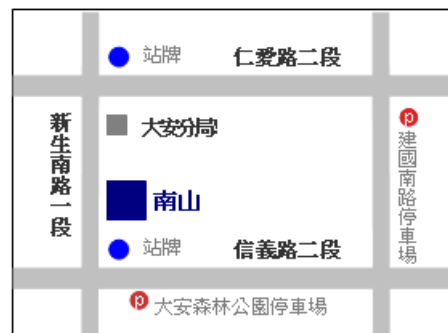 站牌
仁愛路二段
新生南路一段
大安分局
p
建國南路停車場
南山
站牌
信義路二段
p
大安森林公園停車場